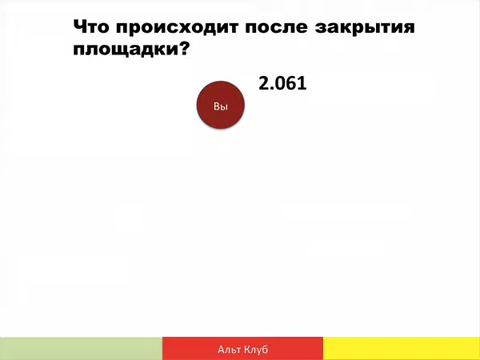 Что происходит после закрытия
площадки?
2.061
Вы
Альт Клуб